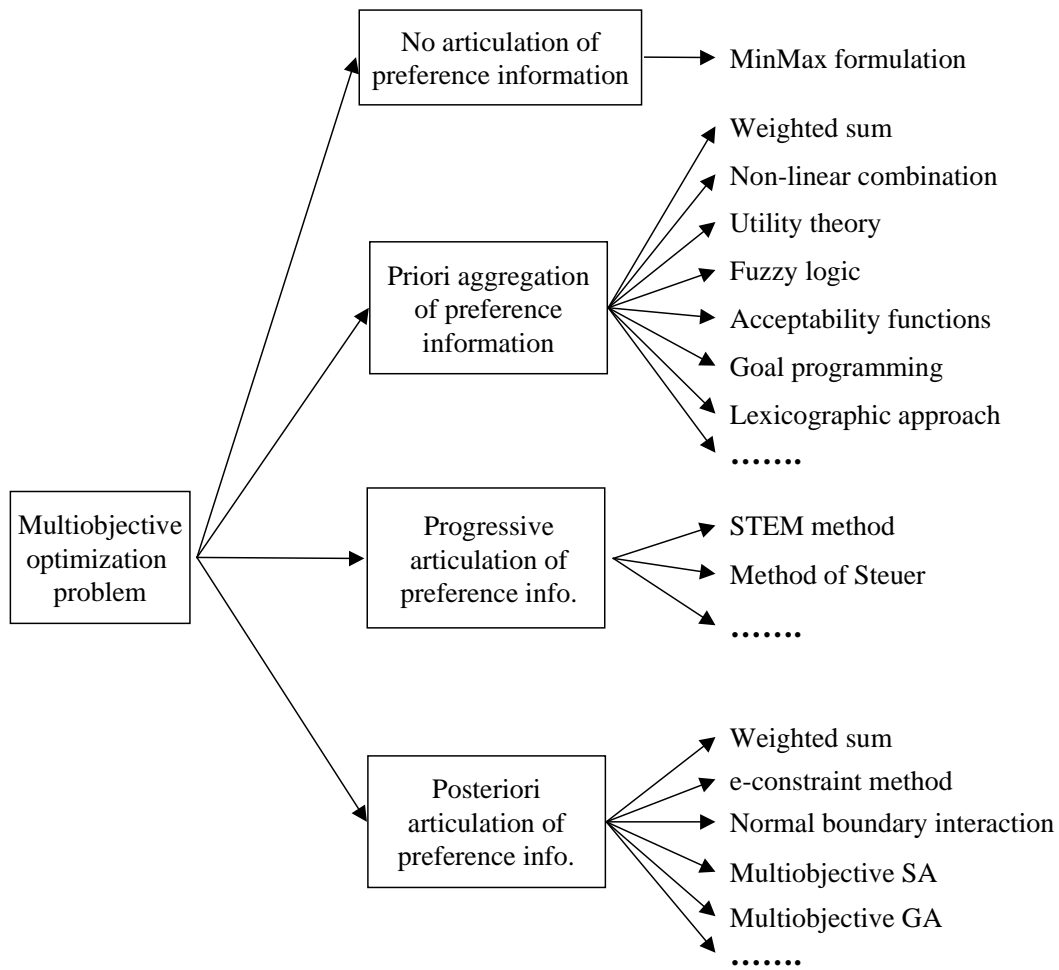 No articulation of
preference information
MinMax formulation
Weighted sum
Non-linear combination
Utility theory
Priori aggregation
of preference
information
Fuzzy logic
Acceptability functions
Goal programming
Lexicographic approach
.......
Multiobjective
optimization
problem
Progressive
articulation of
preference info.
STEM method
Method of Steuer
.......
Posteriori
articulation of
preference info.
Weighted sum
e-constraint method
Normal boundary interaction
Multiobjective SA
Multiobjective GA
.......